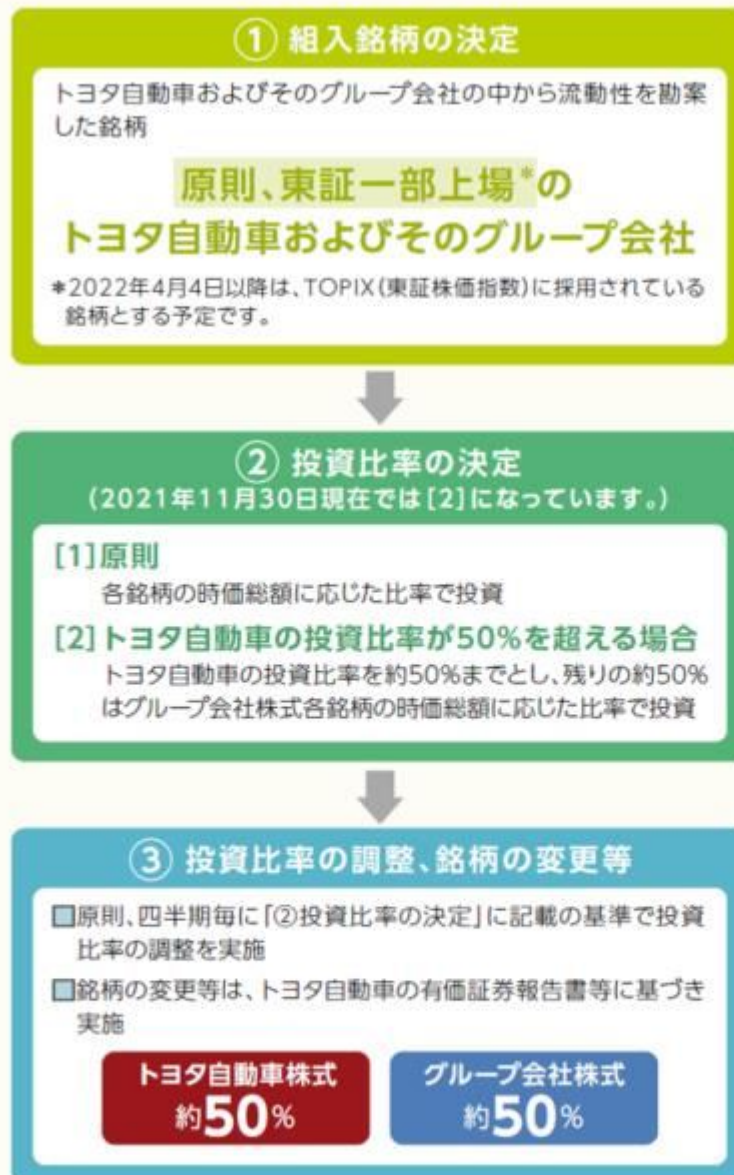 ① 組入銘柄の決定
トヨタ自動車およびそのグループ会社の中から流動性を勘案
した銘柄
原則、東証一部上場*の
トヨタ自動車およびそのグループ会社
*2022年4月4日以降は、TOPIX(東証株価指数)に採用されている
銘柄とする予定です。
② 投資比率の決定
(2021年11月30日現在では[2]になっています。)
[1]原則
各銘柄の時価総額に応じた比率で投資
[2]トヨタ自動車の投資比率が50%を超える場合
トヨタ自動車の投資比率を約50%までとし、残りの約50%
はグループ会社株式各銘柄の時価総額に応じた比率で投資
③ 投資比率の調整、銘柄の変更等
□原則、四半期毎に「②投資比率の決定」に記載の基準で投資
比率の調整を実施
□銘柄の変更等は、トヨタ自動車の有価証券報告書等に基づき
実施
トヨタ自動車株式
約50%
グループ会社株式
約50%